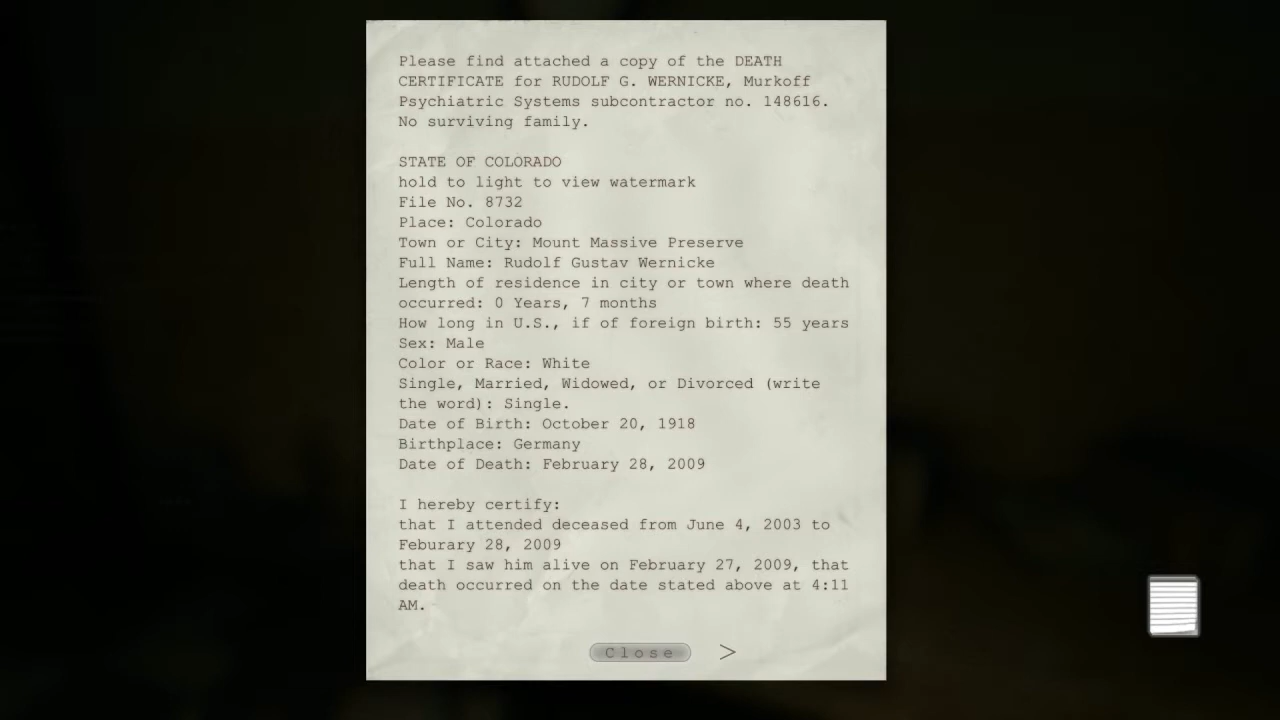 Please find attached a copy of the DEATH
CERTIFICATE for RUDOLF G. WERNICKE, Murkoff
Psychiatric Systems subcontractor no. 148616.
No surviving family.
STATE OF COLORADO
hold to light to view watermark
File No. 8732
Place: Colorado
Town or City: Mount Massive Preserve
Full Name: Rudolf Gustav Wernicke
Length of residence in city or town where death
occurred: 0 Years, 7 months
How long in U.S., if of foreign birth: 55 years
Sex: Male
Color or Race: White
Single, Married, Widowed, or Divorced (write
the word): Single.
Date of Birth: October 20, 1918
Birthplace: Germany
Date of Death: February 28, 2009
I hereby certify:
that I attended deceased from June 4, 2003 to
Feburary 28, 2009
that I saw him alive on February 27, 2009, that
death occurred on the date stated above at 4:11
AM.
Close >